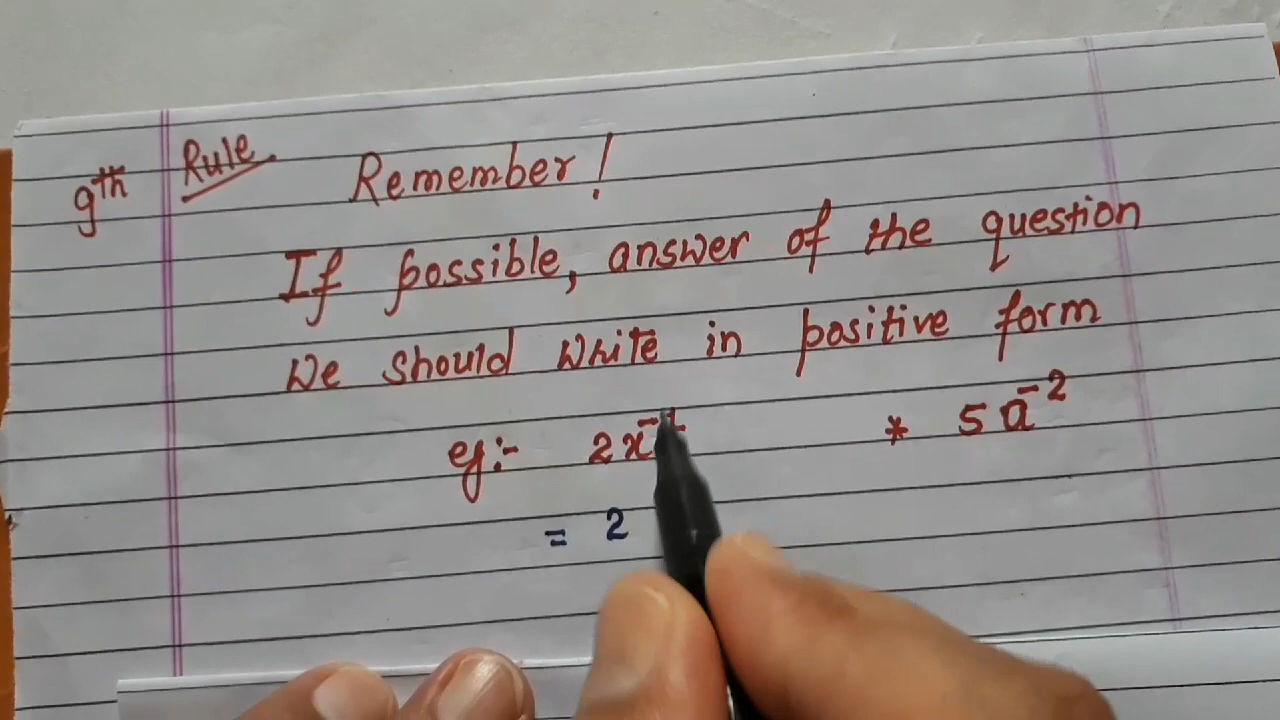 9th Rule Remember!
If possible, answer of the question
We should write in positive form
eg:- 2x⁻¹ * 5a⁻²
= 2